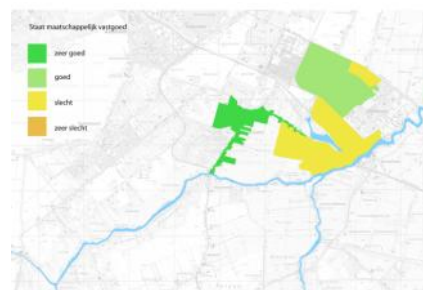 Staat maatschappelijk vastgoed
zeer goed
goed
slecht
zeer slecht